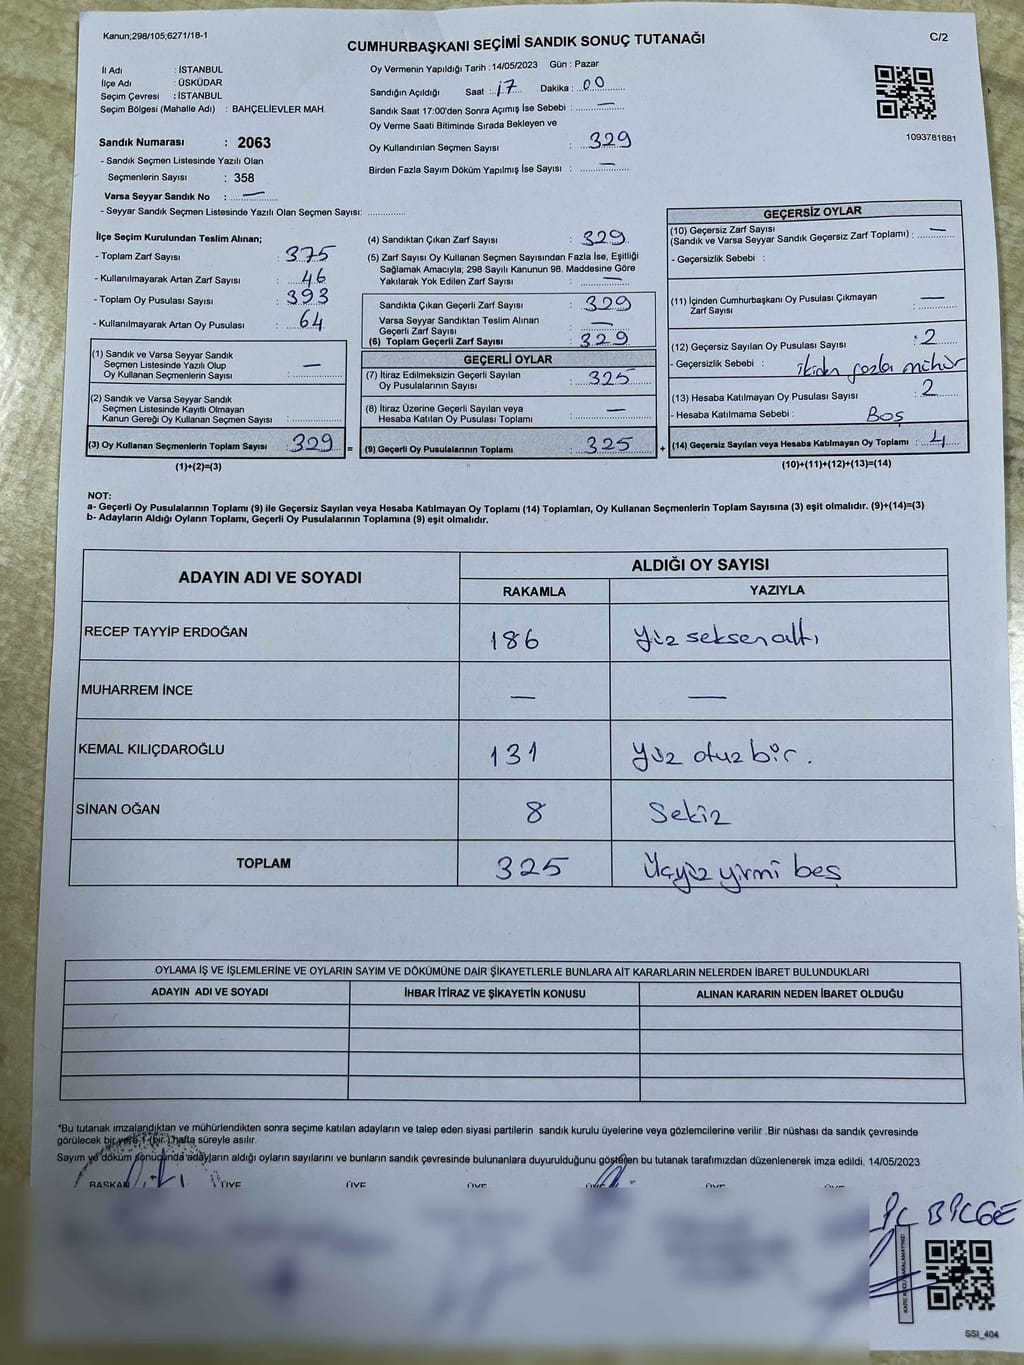 Kanun;298/105;6271/18-1
C/2
CUMHURBAŞKANI SEÇİMİ SANDIK SONUÇ TUTANAĞI
İl Adı : İSTANBUL
İlçe Adı : ÜSKÜDAR
Seçim Çevresi : İSTANBUL
Seçim Bölgesi (Mahalle Adı) : BAHÇELİEVLER MAH.
Sandık Numarası : 2063
- Sandık Seçmen Listesinde Yazılı Olan
Seçmenlerin Sayısı : 358
Varsa Seyyar Sandık No : —
- Seyyar Sandık Seçmen Listesinde Yazılı Olan Seçmen Sayısı: ..............
Oy Vermenin Yapıldığı Tarih : 14/05/2023 Gün : Pazar
Sandığın Açıldığı Saat : 17 Dakika : 00
Sandık Saat 17:00'den Sonra Açımış İse Sebebi : —
Oy Verme Saati Bitiminde Sırada Bekleyen ve
Oy Kullandırılan Seçmen Sayısı : 329
Birden Fazla Sayım Döküm Yapılmış İse Sayısı : —
1093781881
İlçe Seçim Kurulundan Teslim Alınan;
- Toplam Zarf Sayısı : 375
- Kullanılmayarak Artan Zarf Sayısı : 46
- Toplam Oy Pusulası Sayısı : 393
- Kullanılmayarak Artan Oy Pusulası : 64
(1) Sandık ve Varsa Seyyar Sandık
Seçmen Listesinde Yazılı Olup
Oy Kullanan Seçmenlerin Sayısı : —
(2) Sandık ve Varsa Seyyar Sandık
Seçmen Listesinde Kayıtlı Olmayan
Kanun Gereği Oy Kullanan Seçmen Sayısı : ..............
(3) Oy Kullanan Seçmenlerin Toplam Sayısı : 329 =
(1)+(2)=(3)
(4) Sandıktan Çıkan Zarf Sayısı : 329
(5) Zarf Sayısı Oy Kullanan Seçmen Sayısından Fazla İse, Eşitliği
Sağlamak Amacıyla; 298 Sayılı Kanunun 98. Maddesine Göre
Yakılarak Yok Edilen Zarf Sayısı : —
Sandıkta Çıkan Geçerli Zarf Sayısı : 329
Varsa Seyyar Sandıktan Teslim Alınan
Geçerli Zarf Sayısı : —
(6) Toplam Geçerli Zarf Sayısı : 329
GEÇERLİ OYLAR
(7) İtiraz Edilmeksizin Geçerli Sayılan
Oy Pusulalarının Sayısı : 325
(8) İtiraz Üzerine Geçerli Sayılan veya
Hesaba Katılan Oy Pusulası Toplamı : —
(9) Geçerli Oy Pusulalarının Toplamı : 325 +
GEÇERSİZ OYLAR
(10) Geçersiz Zarf Sayısı
(Sandık ve Varsa Seyyar Sandık Geçersiz Zarf Toplamı) : —
- Geçersizlik Sebebi :
(11) İçinden Cumhurbaşkanı Oy Pusulası Çıkmayan
Zarf Sayısı : —
(12) Geçersiz Sayılan Oy Pusulası Sayısı : 2
- Geçersizlik Sebebi : ikiden fazla mühür
(13) Hesaba Katılmayan Oy Pusulası Sayısı : 2
- Hesaba Katılmama Sebebi : Boş
(14) Geçersiz Sayılan veya Hesaba Katılmayan Oy Toplamı : 4
(10)+(11)+(12)+(13)=(14)
NOT:
a- Geçerli Oy Pusulalarının Toplamı (9) ile Geçersiz Sayılan veya Hesaba Katılmayan Oy Toplamı (14) Toplamları, Oy Kullanan Seçmenlerin Toplam Sayısına (3) eşit olmalıdır. (9)+(14)=(3)
b- Adayların Aldığı Oyların Toplamı, Geçerli Oy Pusulalarının Toplamına (9) eşit olmalıdır.
ADAYIN ADI VE SOYADI ALDIĞI OY SAYISI
RAKAMLA YAZIYLA
RECEP TAYYİP ERDOĞAN 186 Yüz seksen altı
MUHARREM İNCE — —
KEMAL KILIÇDAROĞLU 131 Yüz otuz bir.
SİNAN OĞAN 8 Sekiz
TOPLAM 325 Üçyüz yirmi beş
OYLAMA İŞ VE İŞLEMLERİNE VE OYLARIN SAYIM VE DÖKÜMÜNE DAİR ŞİKAYETLERLE BUNLARA AİT KARARLARIN NELERDEN İBARET BULUNDUKLARI
ADAYIN ADI VE SOYADI İHBAR İTİRAZ VE ŞİKAYETİN KONUSU ALINAN KARARIN NEDEN İBARET OLDUĞU
*Bu tutanak imzalandıktan ve mühürlendikten sonra seçime katılan adayların ve talep eden siyasi partilerin sandık kurulu üyelerine veya gözlemcilerine verilir .Bir nüshası da sandık çevresinde
görülecek bir yere 1 (bir ) hafta süreyle asılır.
Sayım ve döküm sonucunda adayların aldığı oyların sayılarını ve bunların sandık çevresinde bulunanlara duyurulduğunu gösteren bu tutanak tarafımızdan düzenlenerek imza edildi. 14/05/2023
BAŞKAN ÜYE ÜYE ÜYE ÜYE ÜYE ÜYE
BİLGE
SSI_404